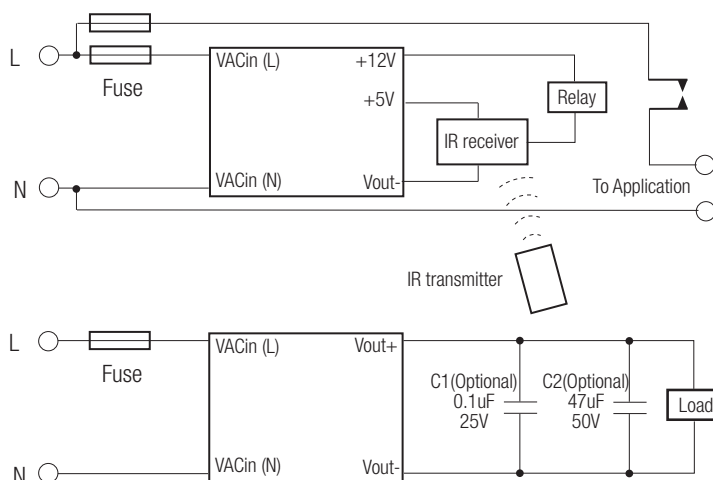 L
Fuse
VACin (L)
+12V
+5V
Relay
IR receiver
N
VACin (N)
Vout-
To Application
IR transmitter
L
Fuse
VACin (L)
Vout+
C1(Optional)
0.1uF
25V
C2(Optional)
47uF
50V
Load
N
VACin (N)
Vout-